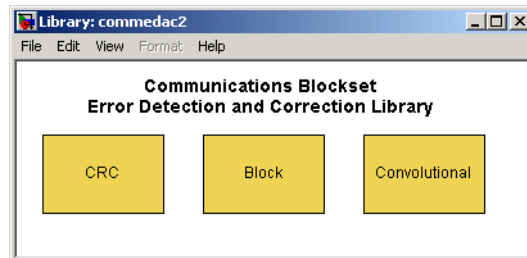 Library: commedac2
File Edit View Format Help
Communications Blockset
Error Detection and Correction Library
CRC Block Convolutional